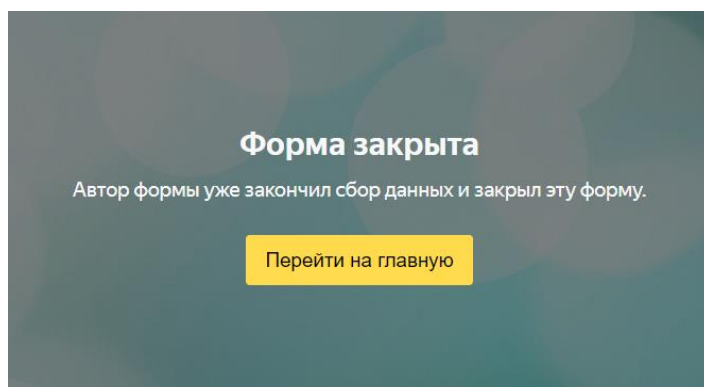 Форма закрыта
Автор формы уже закончил сбор данных и закрыл эту форму.
Перейти на главную